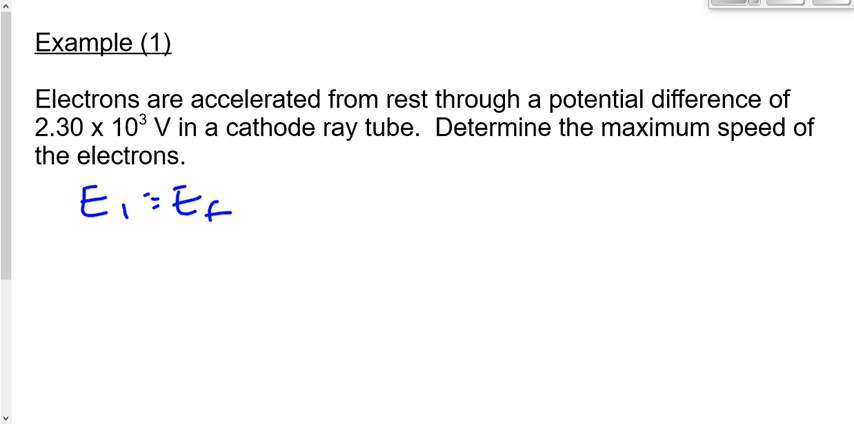 Example (1)
Electrons are accelerated from rest through a potential difference of
2.30 x 10³ V in a cathode ray tube.  Determine the maximum speed of
the electrons.
E₁ = E_f